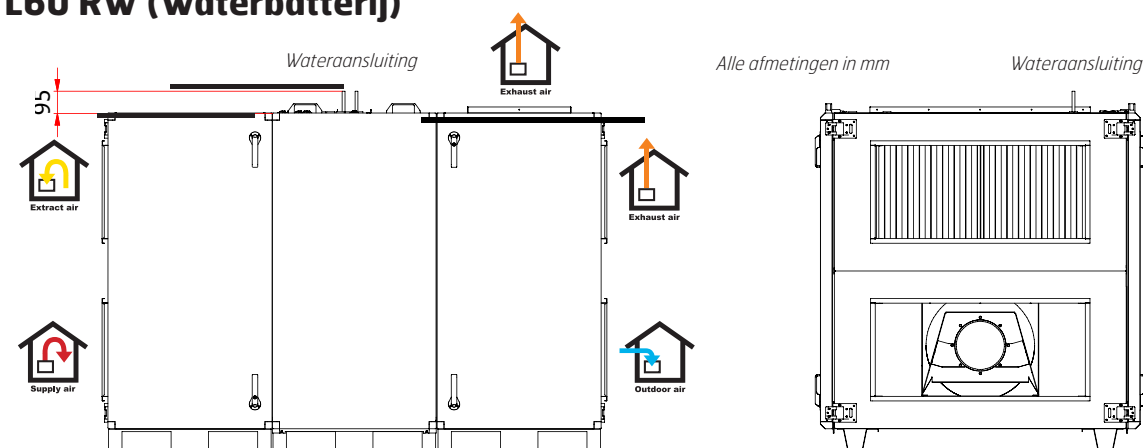 L60 RW (Waterbatterij)
Wateraansluiting
Exhaust air
Alle afmetingen in mm
Wateraansluiting
95
Extract air
Exhaust air
Supply air
Outdoor air